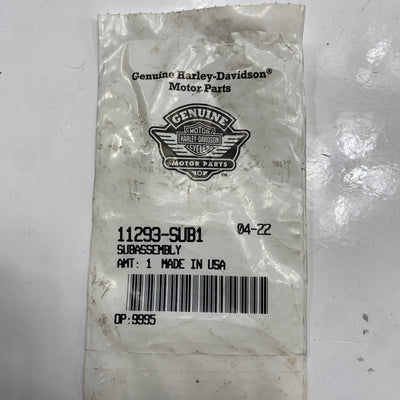 Genuine Harley-Davidson®
Motor Parts
GENUINE
MOTOR
HARLEY-DAVIDSON
CYCLES
MOTOR PARTS
™
11293-SUB1 04-22
SUBASSEMBLY
AMT: 1 MADE IN USA
OP:9995